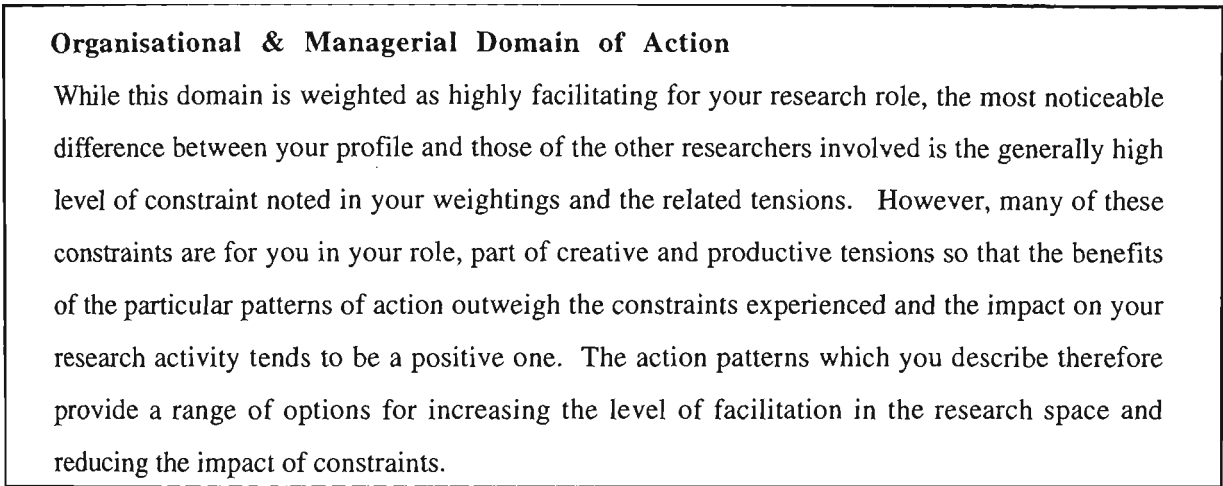 Organisational & Managerial Domain of Action
While this domain is weighted as highly facilitating for your research role, the most noticeable
difference between your profile and those of the other researchers involved is the generally high
level of constraint noted in your weightings and the related tensions. However, many of these
constraints are for you in your role, part of creative and productive tensions so that the benefits
of the particular patterns of action outweigh the constraints experienced and the impact on your
research activity tends to be a positive one. The action patterns which you describe therefore
provide a range of options for increasing the level of facilitation in the research space and
reducing the impact of constraints.